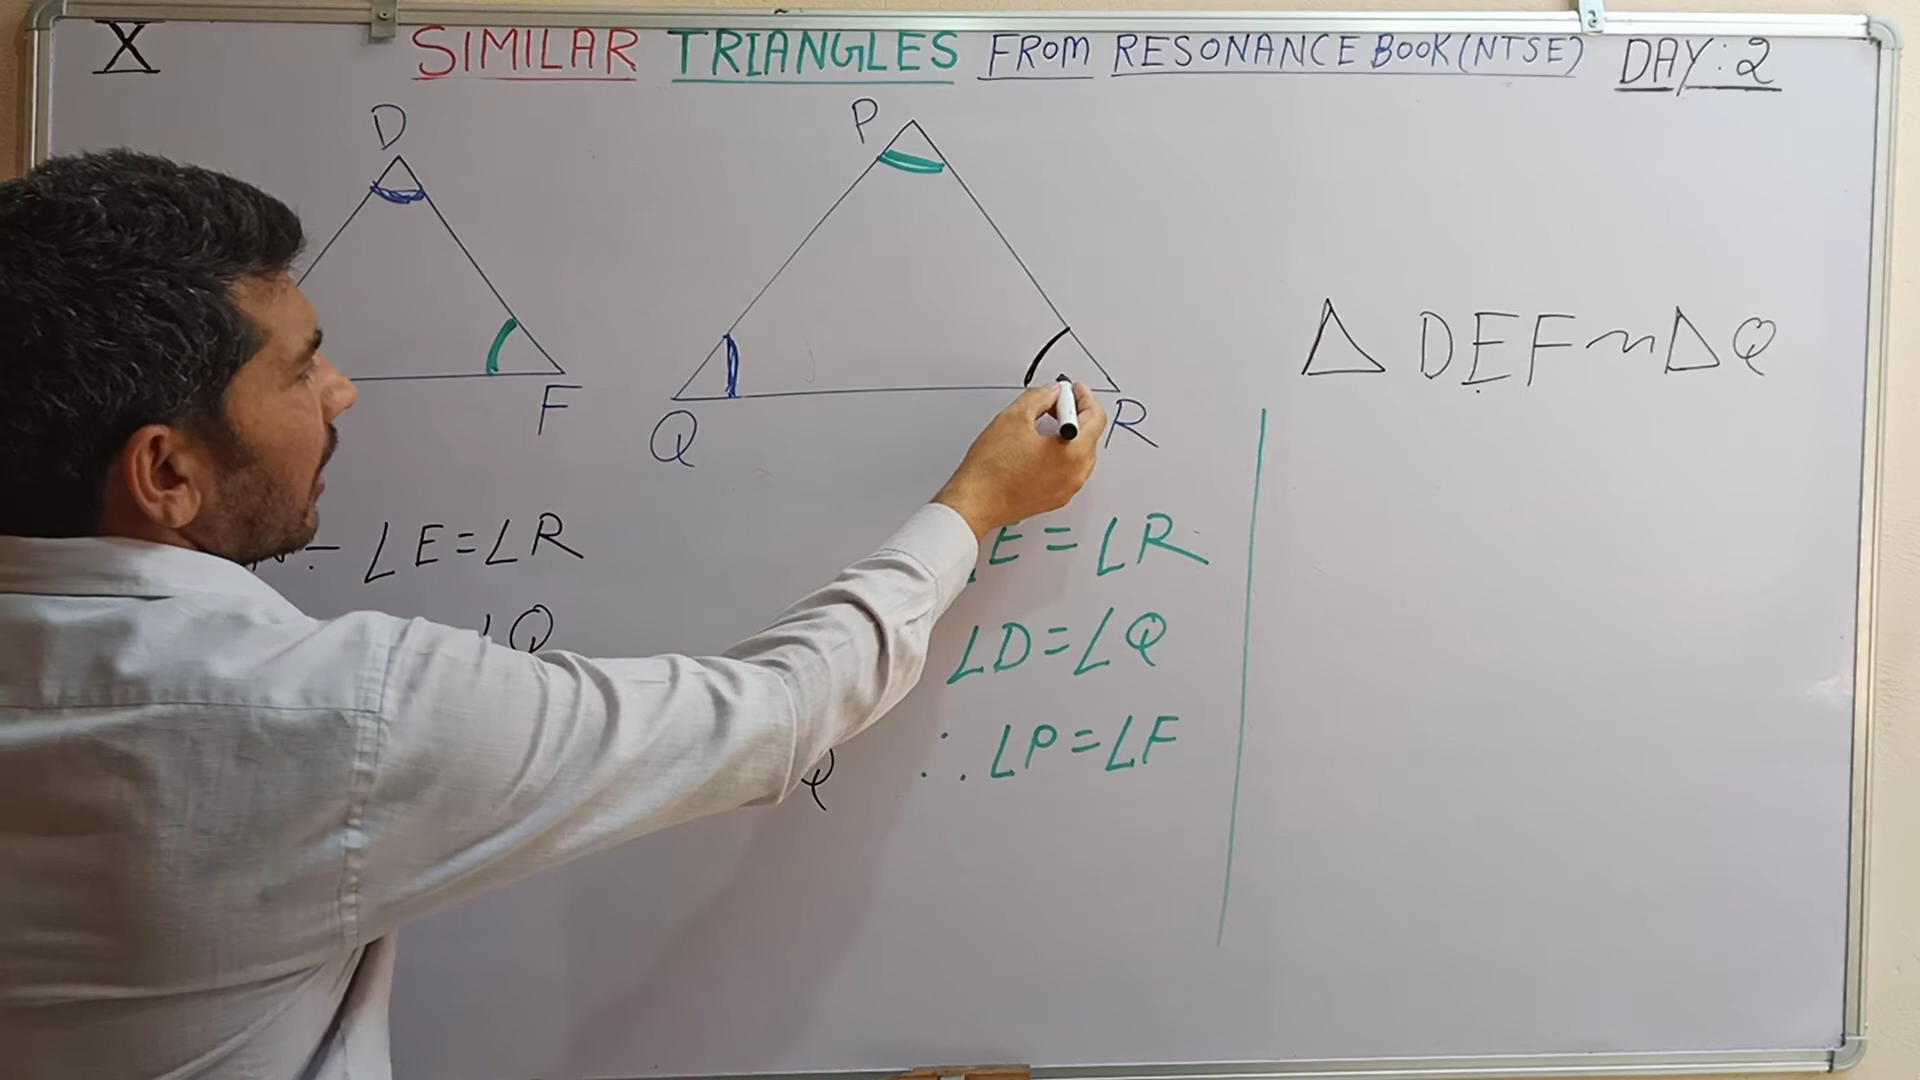 X SIMILAR TRIANGLES FROM RESONANCE BOOK (NTSE) DAY: 2
D
P
F
Q
R
Δ DEF ~ Δ Q
∠E = ∠R
∠Q
Q
E = ∠R
∠D = ∠Q
∴ ∠P = ∠F